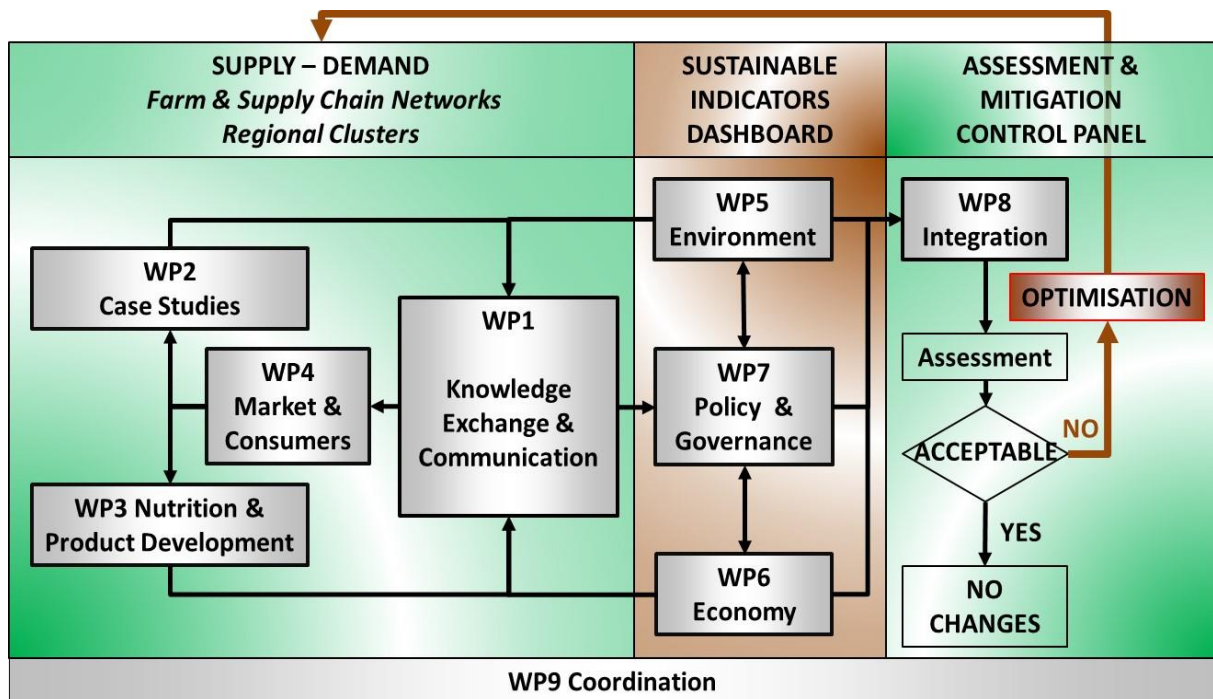 SUPPLY – DEMAND
Farm & Supply Chain Networks
Regional Clusters
SUSTAINABLE
INDICATORS
DASHBOARD
ASSESSMENT &
MITIGATION
CONTROL PANEL
WP2
Case Studies
WP4
Market &
Consumers
WP3 Nutrition &
Product Development
WP1
Knowledge
Exchange &
Communication
WP5
Environment
WP7
Policy &
Governance
WP6
Economy
WP8
Integration
OPTIMISATION
Assessment
ACCEPTABLE
NO
YES
NO
CHANGES
WP9 Coordination